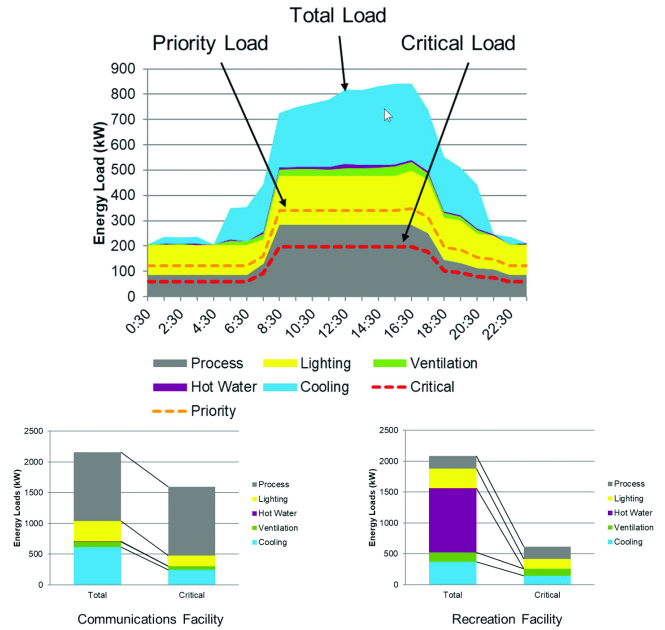 Total Load
Priority Load
Critical Load
Energy Load (kW)
900
800
700
600
500
400
300
200
100
0
0:30
2:30
4:30
6:30
8:30
10:30
12:30
14:30
16:30
18:30
20:30
22:30
Process
Lighting
Ventilation
Hot Water
Cooling
Critical
Priority
Energy Loads (kW)
2500
2000
1500
1000
500
0
Total
Critical
Process
Lighting
Hot Water
Ventilation
Cooling
Communications Facility
Energy Loads (kW)
2500
2000
1500
1000
500
0
Total
Critical
Process
Lighting
Hot Water
Ventilation
Cooling
Recreation Facility